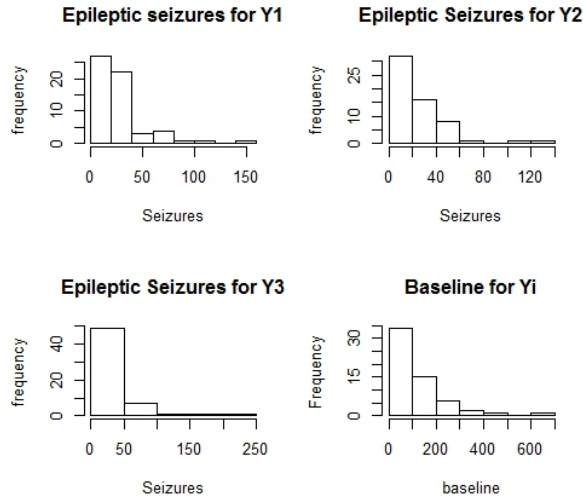 Epileptic seizures for Y1
frequency
0 10 20
0 50 100 150
Seizures
Epileptic Seizures for Y2
frequency
0 10 25
0 40 80 120
Seizures
Epileptic Seizures for Y3
frequency
0 20 40
0 50 150 250
Seizures
Baseline for Yi
Frequency
0 15 30
0 200 400 600
baseline